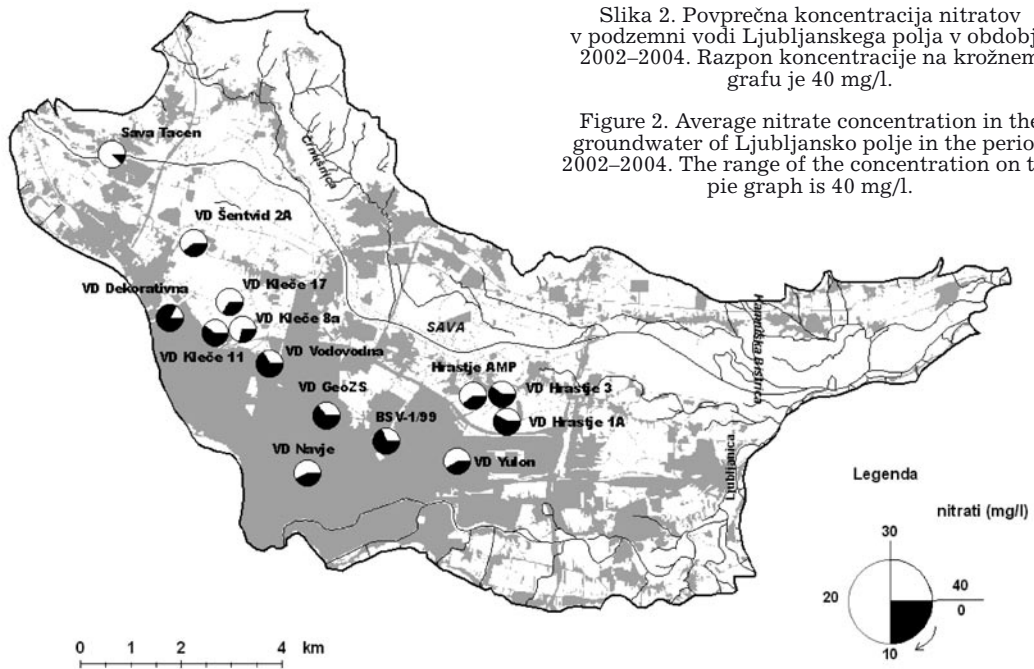 Slika 2. Povprečna koncentracija nitratov
v podzemni vodi Ljubljanskega polja v obdobj
2002–2004. Razpon koncentracije na krožnem
grafu je 40 mg/l.
Figure 2. Average nitrate concentration in the
groundwater of Ljubljansko polje in the perio
2002–2004. The range of the concentration on t
pie graph is 40 mg/l.
Sava Tacen
Črnušnica
VD Šentvid 2A
VD Kleče 17
VD Dekorativna
VD Kleče 8a
VD Kleče 11
VD Vodovodna
SAVA
Kamniška Bistrica
Hrastje AMP
VD GeoZS
VD Hrastje 3
BSV-1/99
VD Hrastje 1A
VD Navje
VD Yulon
Ljubljanica
Legenda
nitrati (mg/l)
30
20
40
0
10
0 1 2 4 km